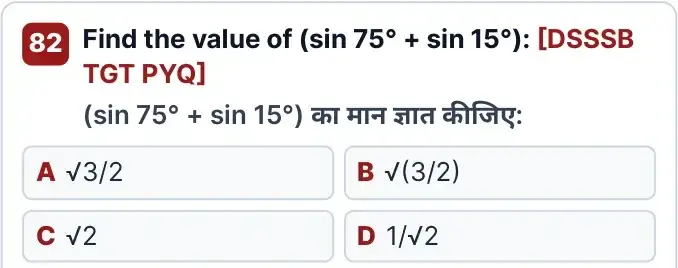 82 Find the value of (sin 75° + sin 15°): [DSSSB
TGT PYQ]
(sin 75° + sin 15°) का मान ज्ञात कीजिए:
A √3/2
B √(3/2)
C √2
D 1/√2